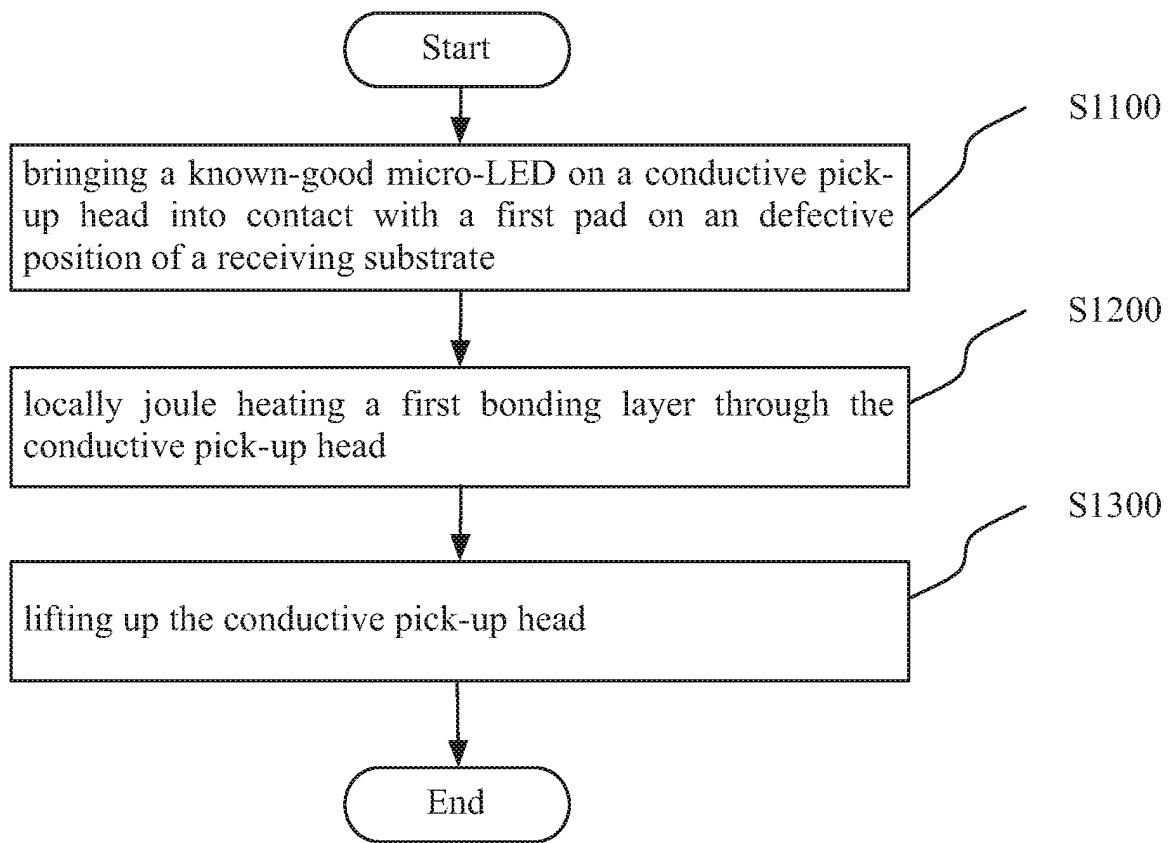 Start
S1100
bringing a known-good micro-LED on a conductive pick-
up head into contact with a first pad on an defective
position of a receiving substrate
S1200
locally joule heating a first bonding layer through the
conductive pick-up head
S1300
lifting up the conductive pick-up head
End